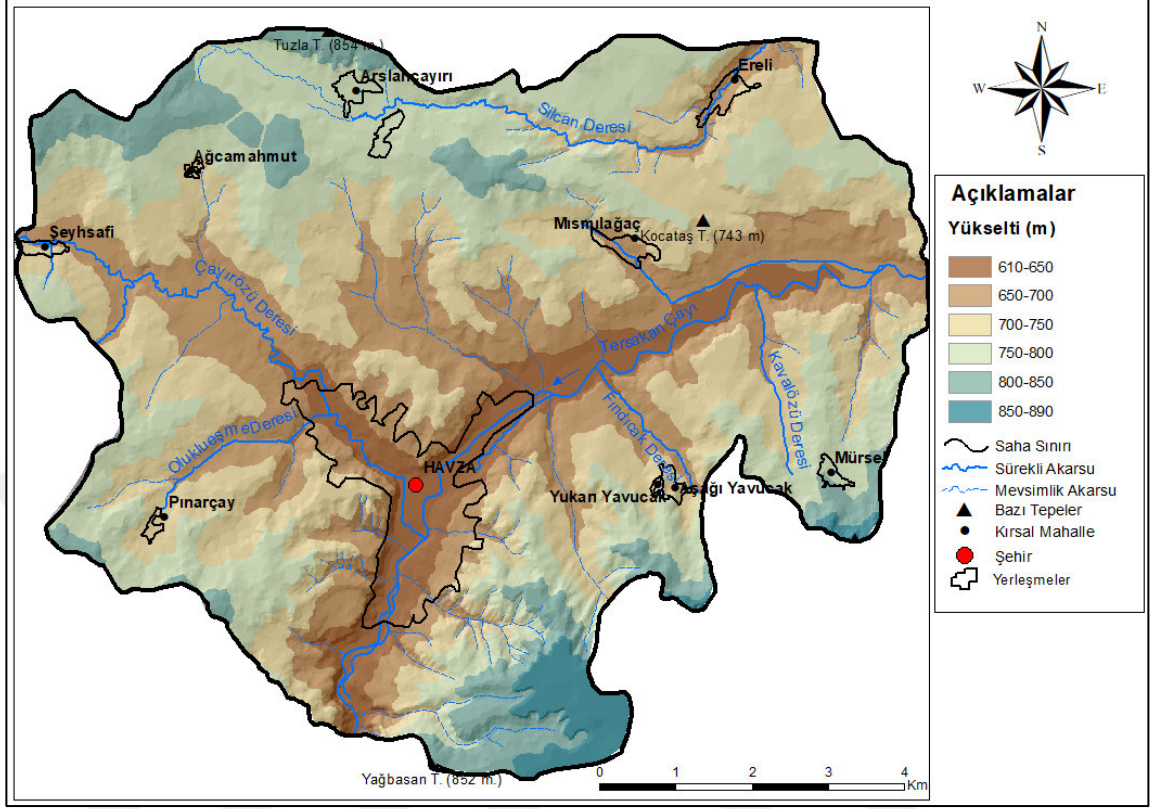 Tuzla T. (854 m.)
Arslançayırı
Ereli
Silcan Deresi
Ağcamahmut
Şeyhsafi
Mısmılağaç
Kocataş T. (743 m)
Çayırözü Deresi
Tersakan Çayı
Kavaközü Deresi
Fındıcak Deresi
OluklueşmeDeresi
HAVZA
Pınarçay
Yukarı Yavucak
Aşağı Yavucak
Mürsel
Yağbasan T. (852 m.)
0 1 2 3 4
Km
N
W
E
S
Açıklamalar
Yükselti (m)
610-650
650-700
700-750
750-800
800-850
850-890
Saha Sınırı
Sürekli Akarsu
Mevsimlik Akarsu
Bazı Tepeler
Kırsal Mahalle
Şehir
Yerleşmeler